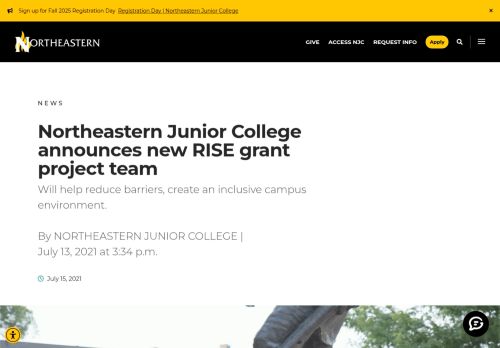 Sign up for Fall 2025 Registration Day Registration Day | Northeastern Junior College ×
NORTHEASTERN GIVE ACCESS NJC REQUEST INFO Apply
NEWS
Northeastern Junior College
announces new RISE grant
project team
Will help reduce barriers, create an inclusive campus
environment.
By NORTHEASTERN JUNIOR COLLEGE |
July 13, 2021 at 3:34 p.m.
July 15, 2021